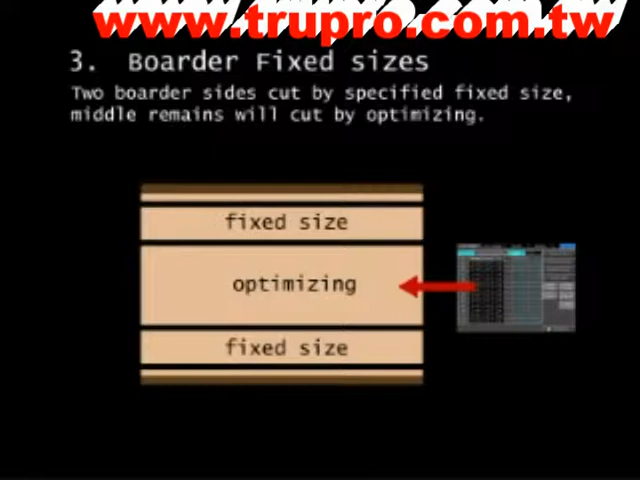 www.trupro.com.tw
3. Boarder Fixed sizes
Two boarder sides cut by specified fixed size,
middle remains will cut by optimizing.
fixed size
optimizing
fixed size